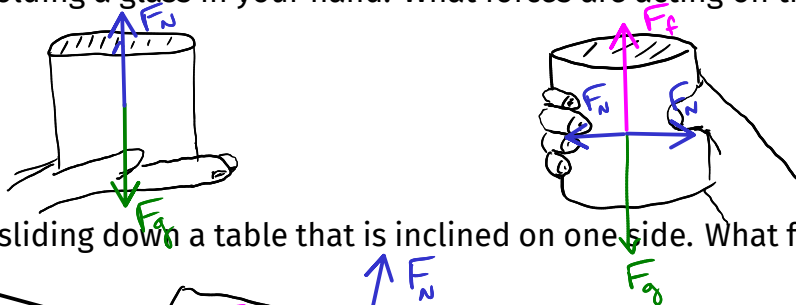 olding a glass in your hand. What forces are acting on t
F_N F_f
F_N F_N
F_g
sliding down a table that is inclined on one side. What f
F_N F_g